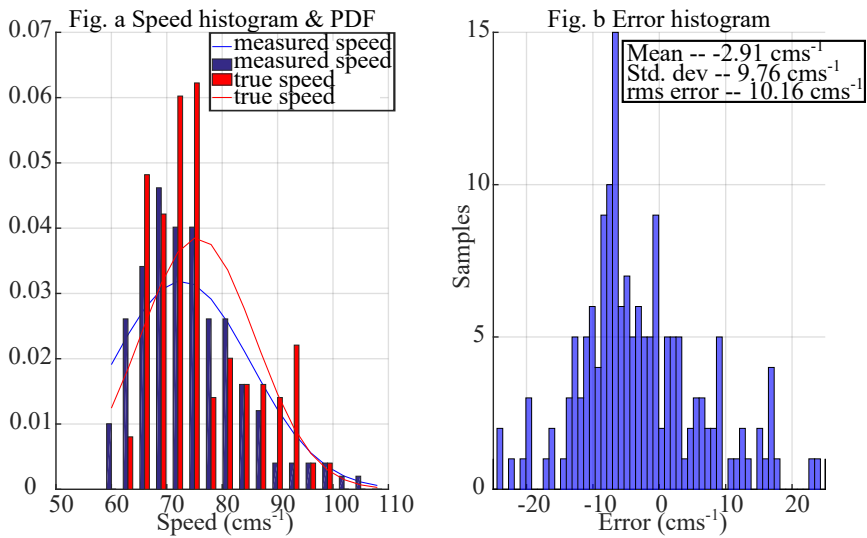 Fig. a Speed histogram & PDF
0.07
0.06
0.05
0.04
0.03
0.02
0.01
0
50
60
70
80
90
100
110
Speed (cms⁻¹)
measured speed
measured speed
true speed
true speed
Fig. b Error histogram
15
10
5
0
Samples
-20
-10
0
10
20
Error (cms⁻¹)
Mean -- -2.91 cms⁻¹
Std. dev -- 9.76 cms⁻¹
rms error -- 10.16 cms⁻¹